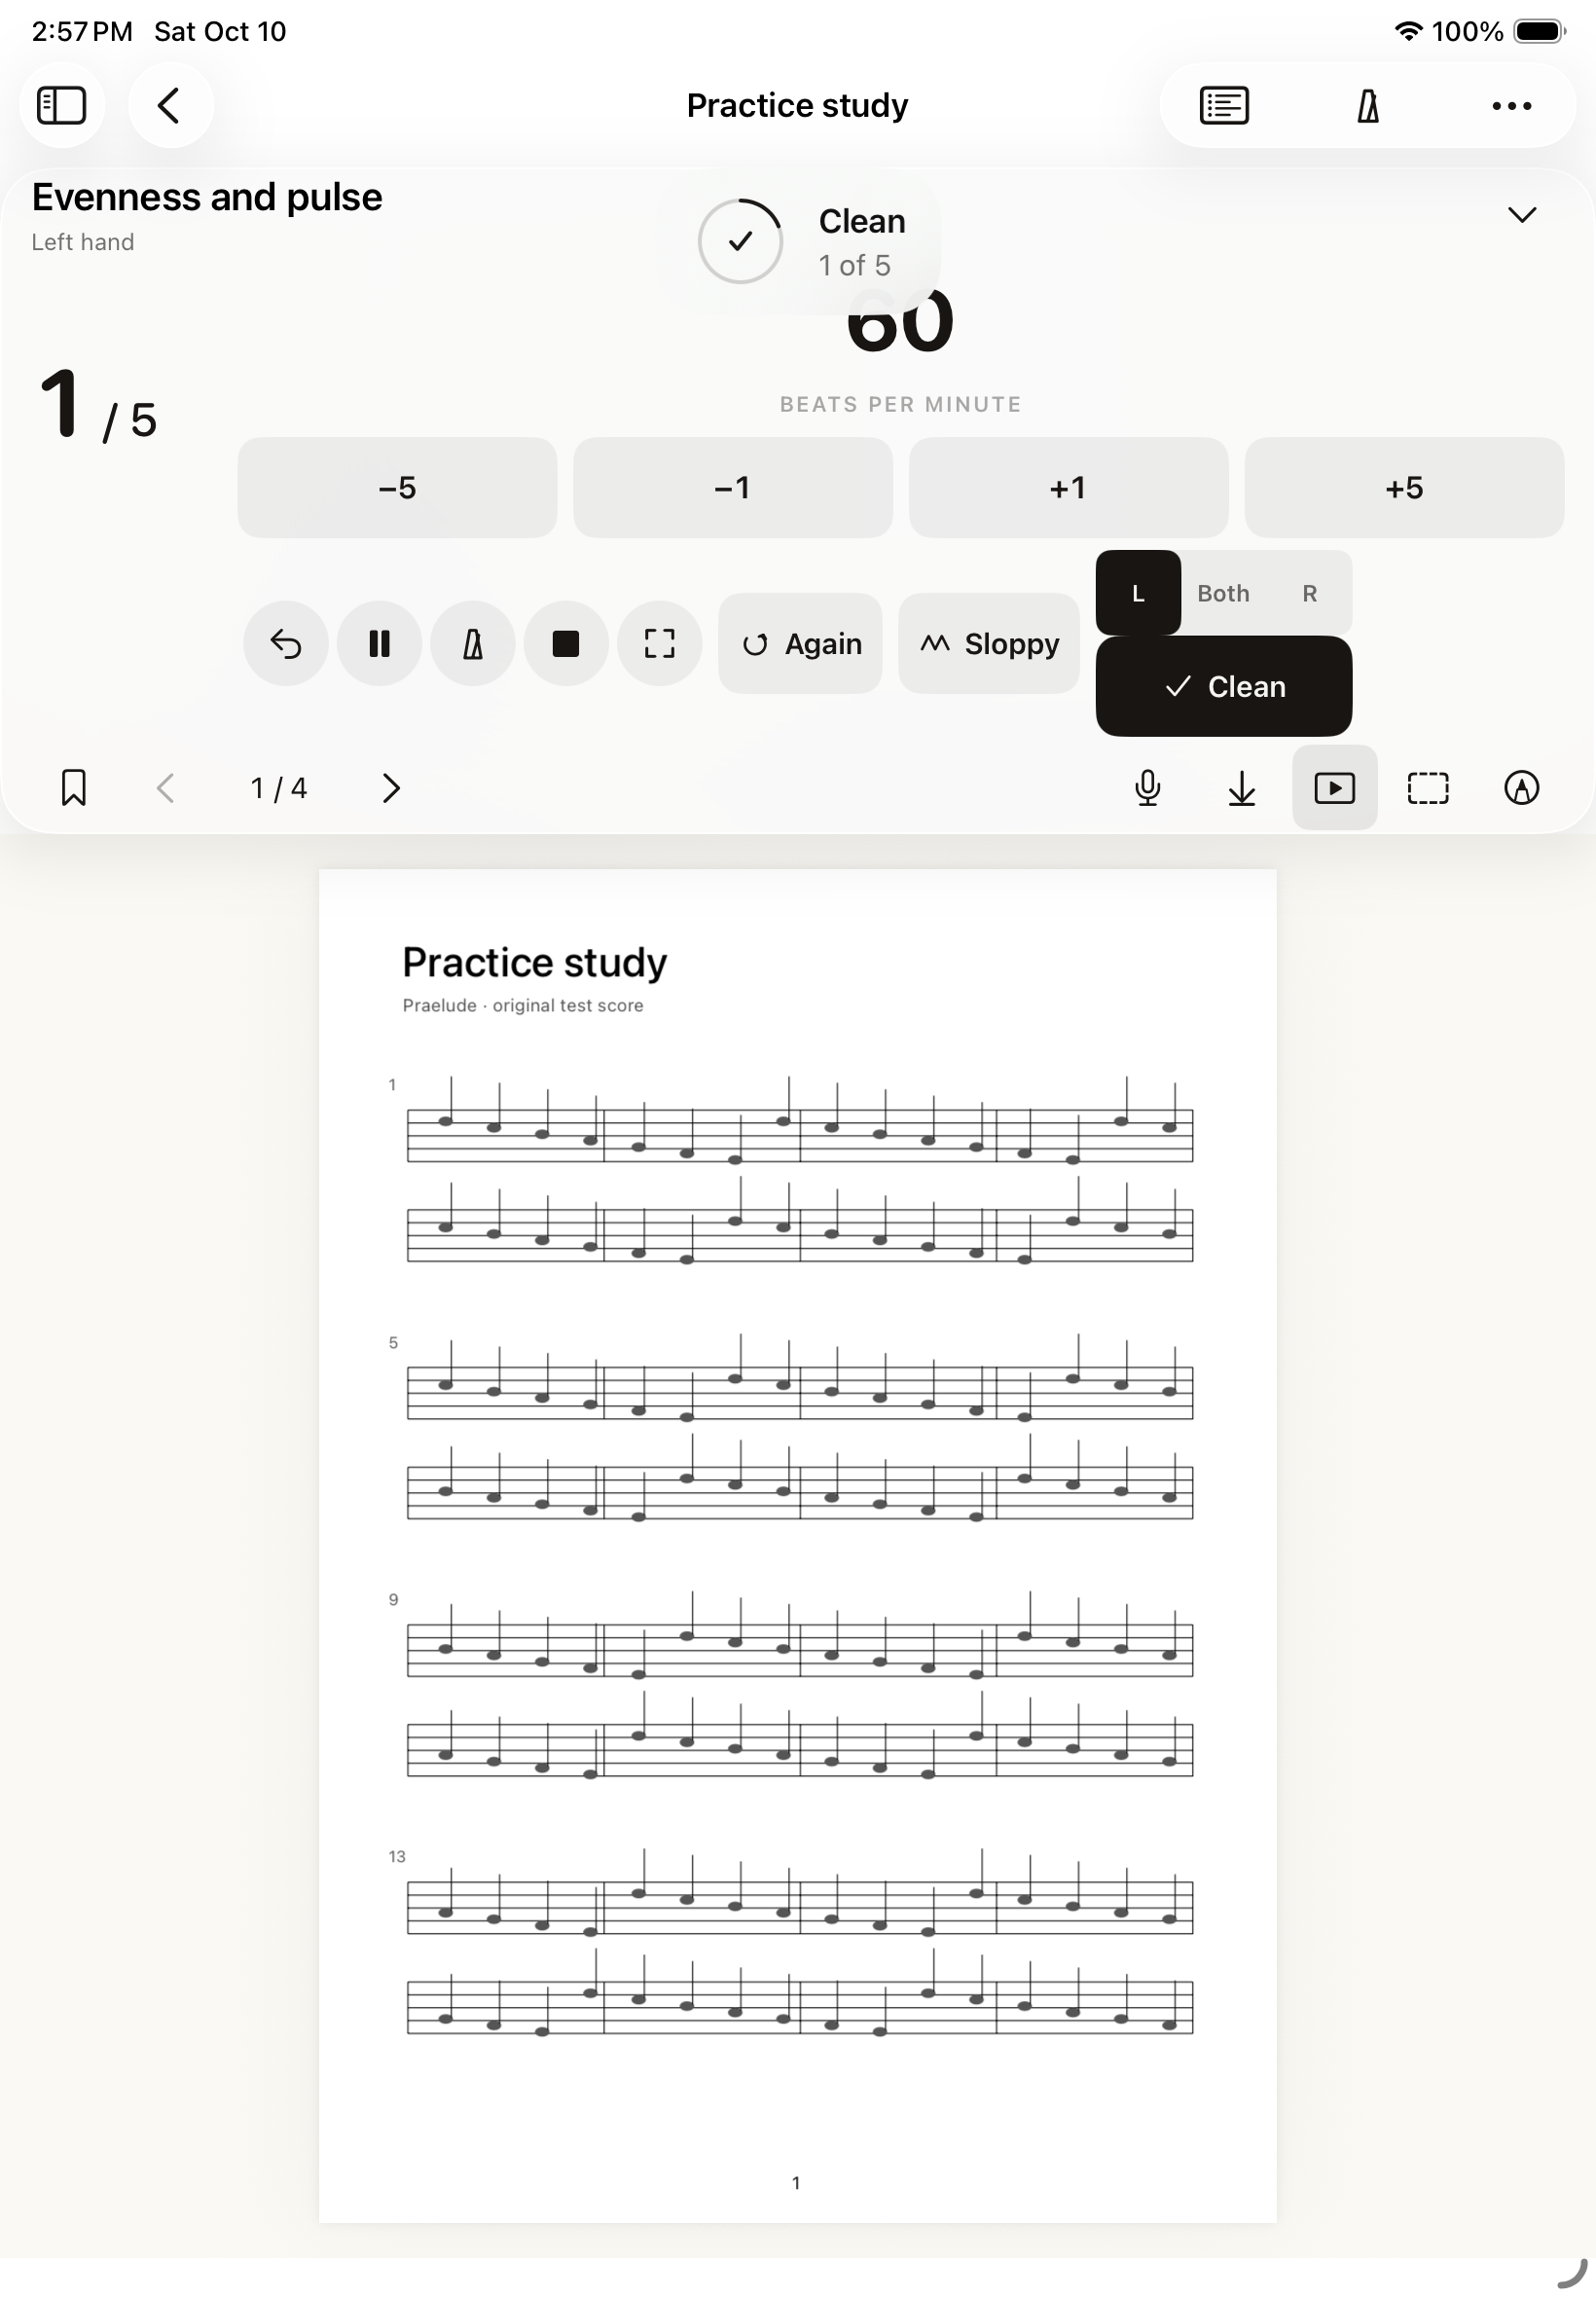 2:57 PM Sat Oct 10
100%
Practice study
Evenness and pulse
Left hand
Clean
1 of 5
60
1 / 5
BEATS PER MINUTE
−5
−1
+1
+5
L
Both
R
Again
Sloppy
Clean
1 / 4
Practice study
Praelude · original test score
1
5
9
13
1